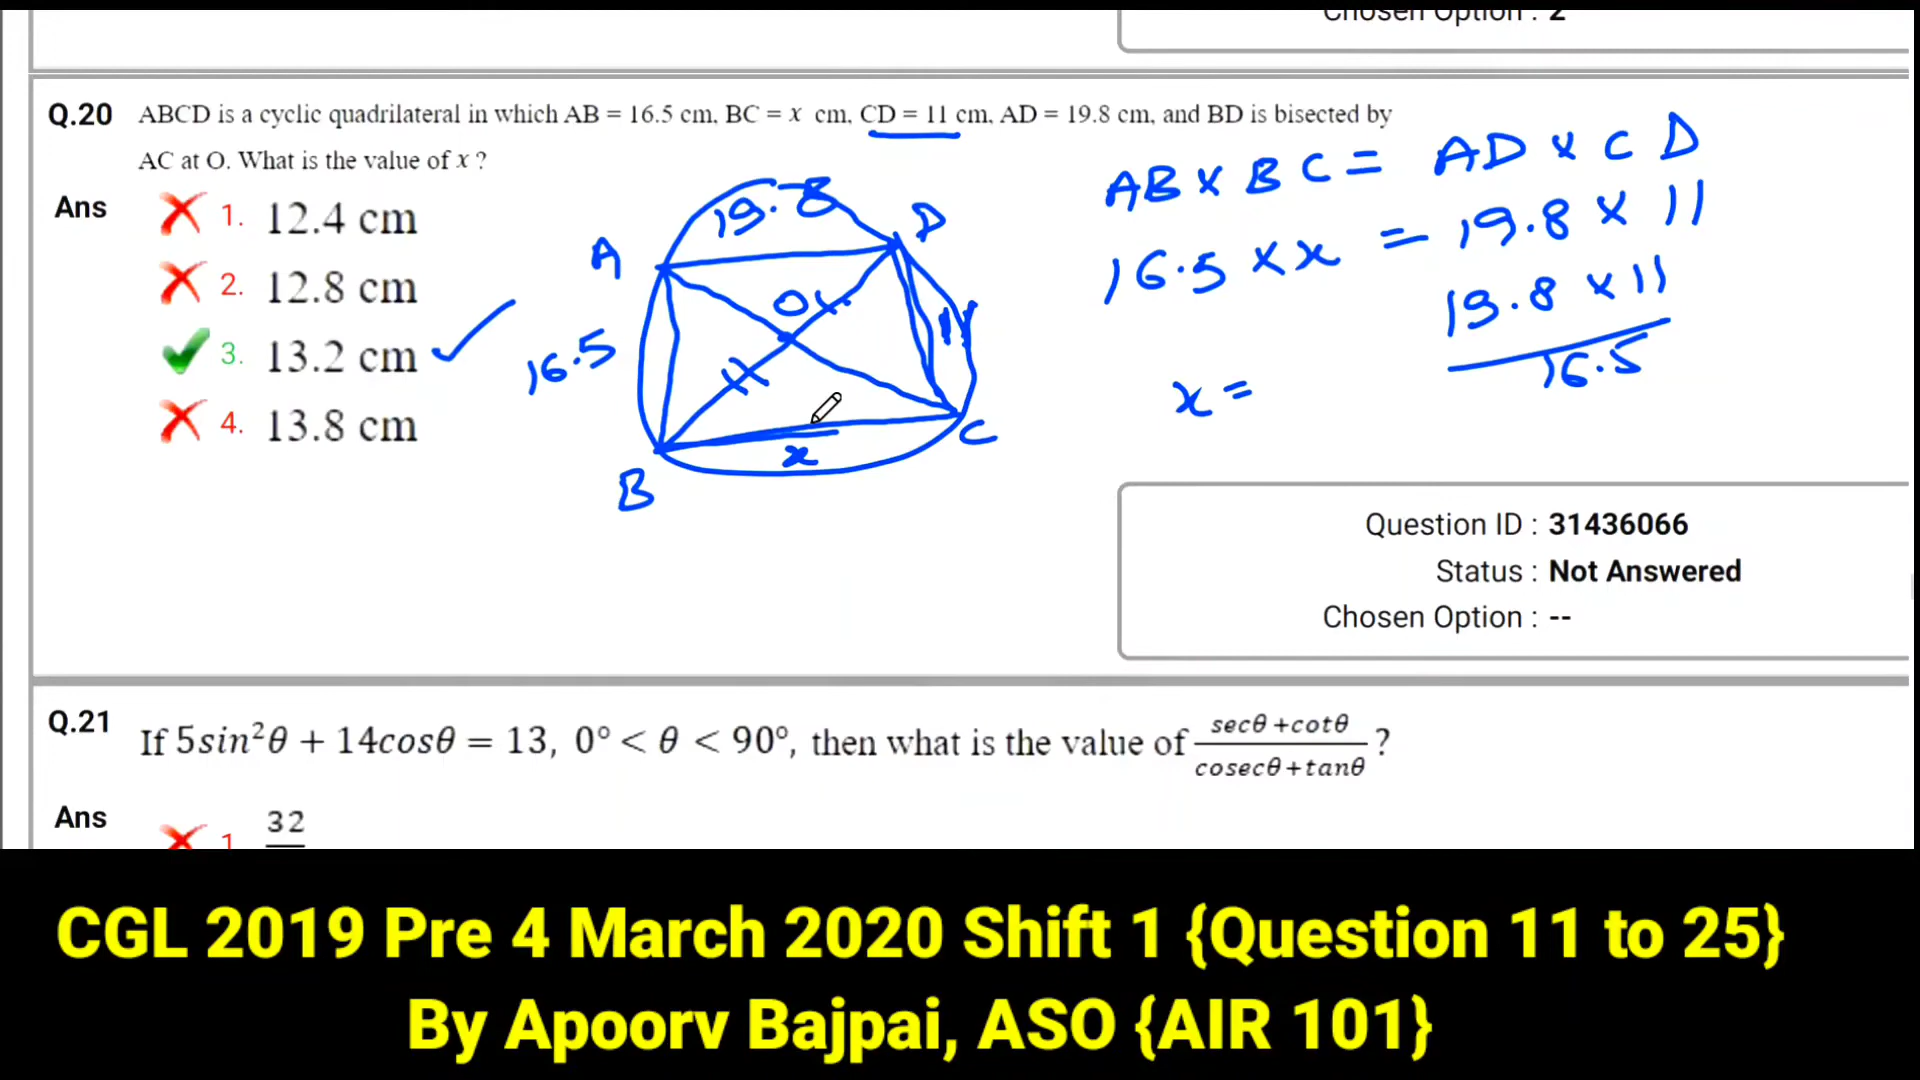 Chosen Option : 2
Q.20 ABCD is a cyclic quadrilateral in which AB = 16.5 cm, BC = x cm, CD = 11 cm, AD = 19.8 cm, and BD is bisected by
AC at O. What is the value of x ?
Ans
1. 12.4 cm
2. 12.8 cm
3. 13.2 cm
4. 13.8 cm
A
19.8
D
O
16.5
11
x
B
C
AB × BC = AD × CD
16.5 × x = 19.8 × 11
x = 19.8 × 11
16.5
Question ID : 31436066
Status : Not Answered
Chosen Option : --
Q.21 If 5sin²θ + 14cosθ = 13, 0° < θ < 90°, then what is the value of secθ+cotθ
cosecθ+tanθ ?
Ans
1. 32
CGL 2019 Pre 4 March 2020 Shift 1 {Question 11 to 25}
By Apoorv Bajpai, ASO {AIR 101}